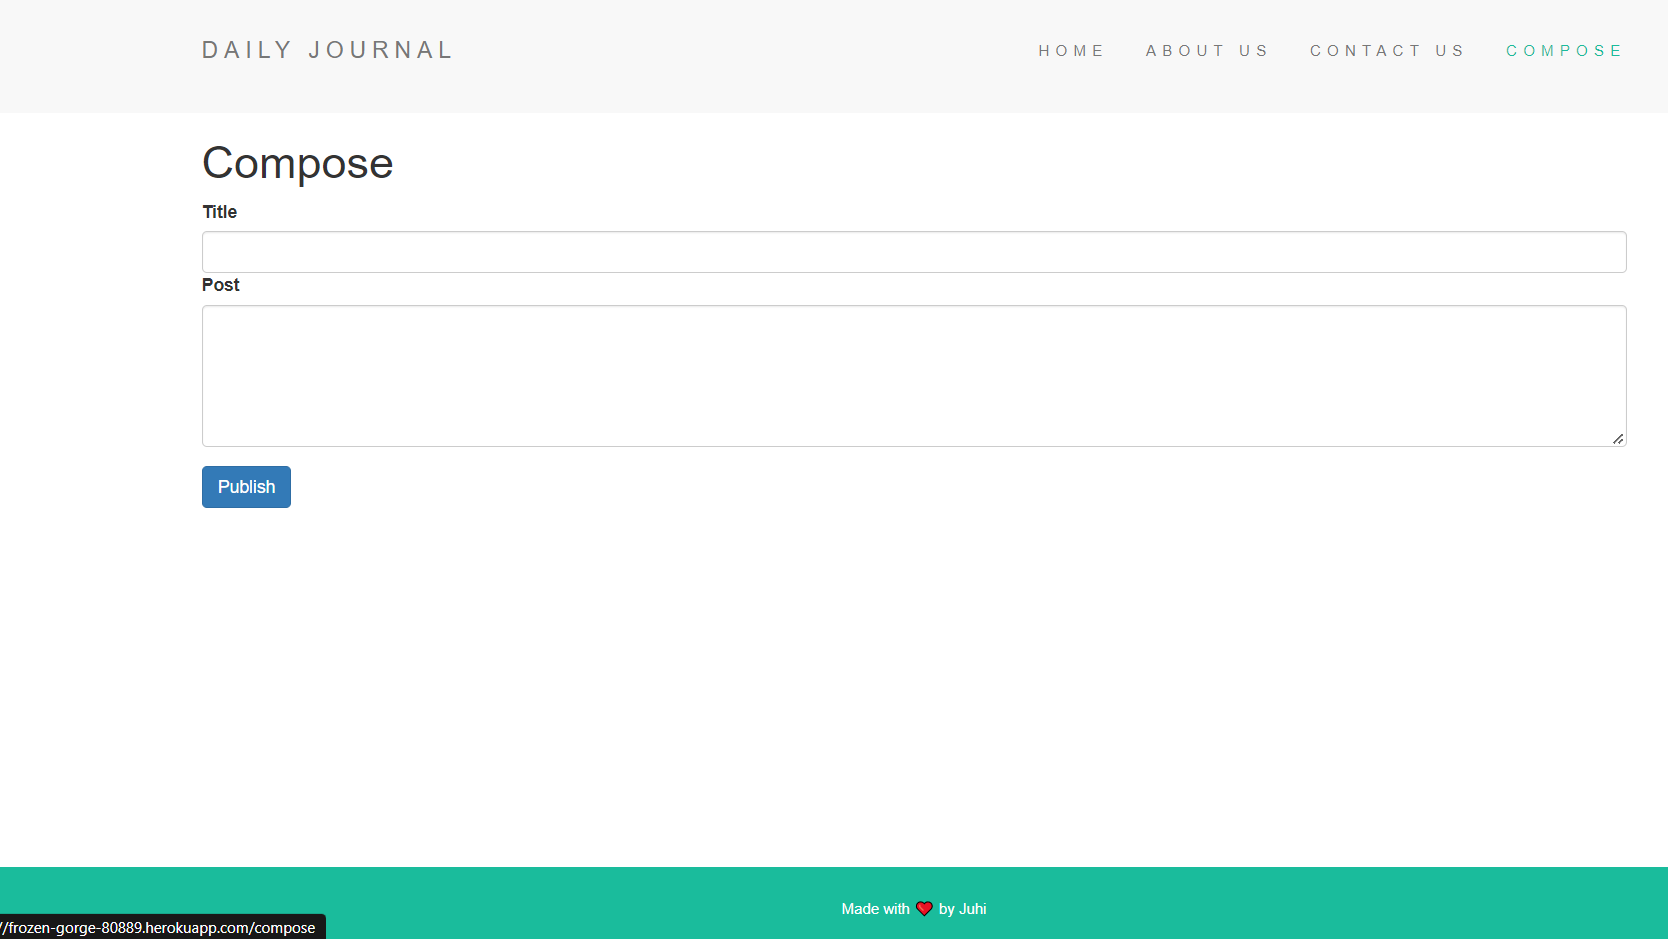 DAILY JOURNAL
HOME ABOUT US CONTACT US COMPOSE
Compose
Title
Post
Publish
Made with ❤ by Juhi
//frozen-gorge-80889.herokuapp.com/compose